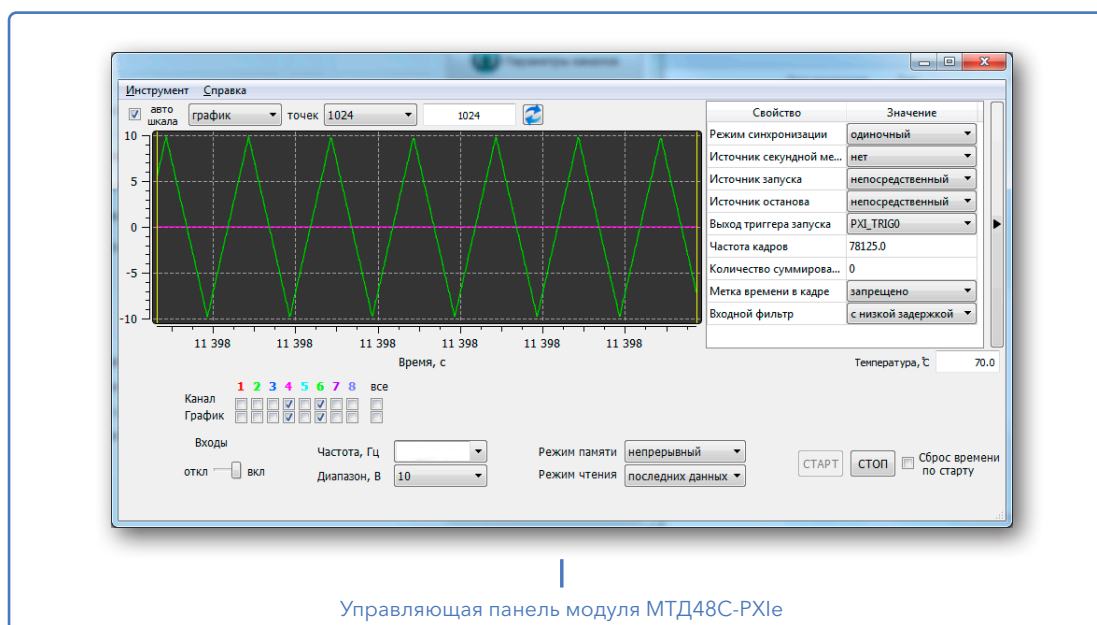 Параметры каналов
Инструмент Справка
авто шкала график точек 1024 1024
Свойство Значение
Режим синхронизации одиночный
Источник секундной ме... нет
Источник запуска непосредственный
Источник останова непосредственный
Выход триггера запуска PXI_TRIG0
Частота кадров 78125.0
Количество суммирова... 0
Метка времени в кадре запрещено
Входной фильтр с низкой задержкой
10
5
0
-5
-10
11 398 11 398 11 398 11 398 11 398 11 398
Время, с
Температура,℃ 70.0
1 2 3 4 5 6 7 8 все
Канал
График
Входы
откл вкл
Частота, Гц
Диапазон, В 10
Режим памяти непрерывный
Режим чтения последних данных
СТАРТ СТОП
Сброс времени
по старту
Управляющая панель модуля МТД48С-PXIe